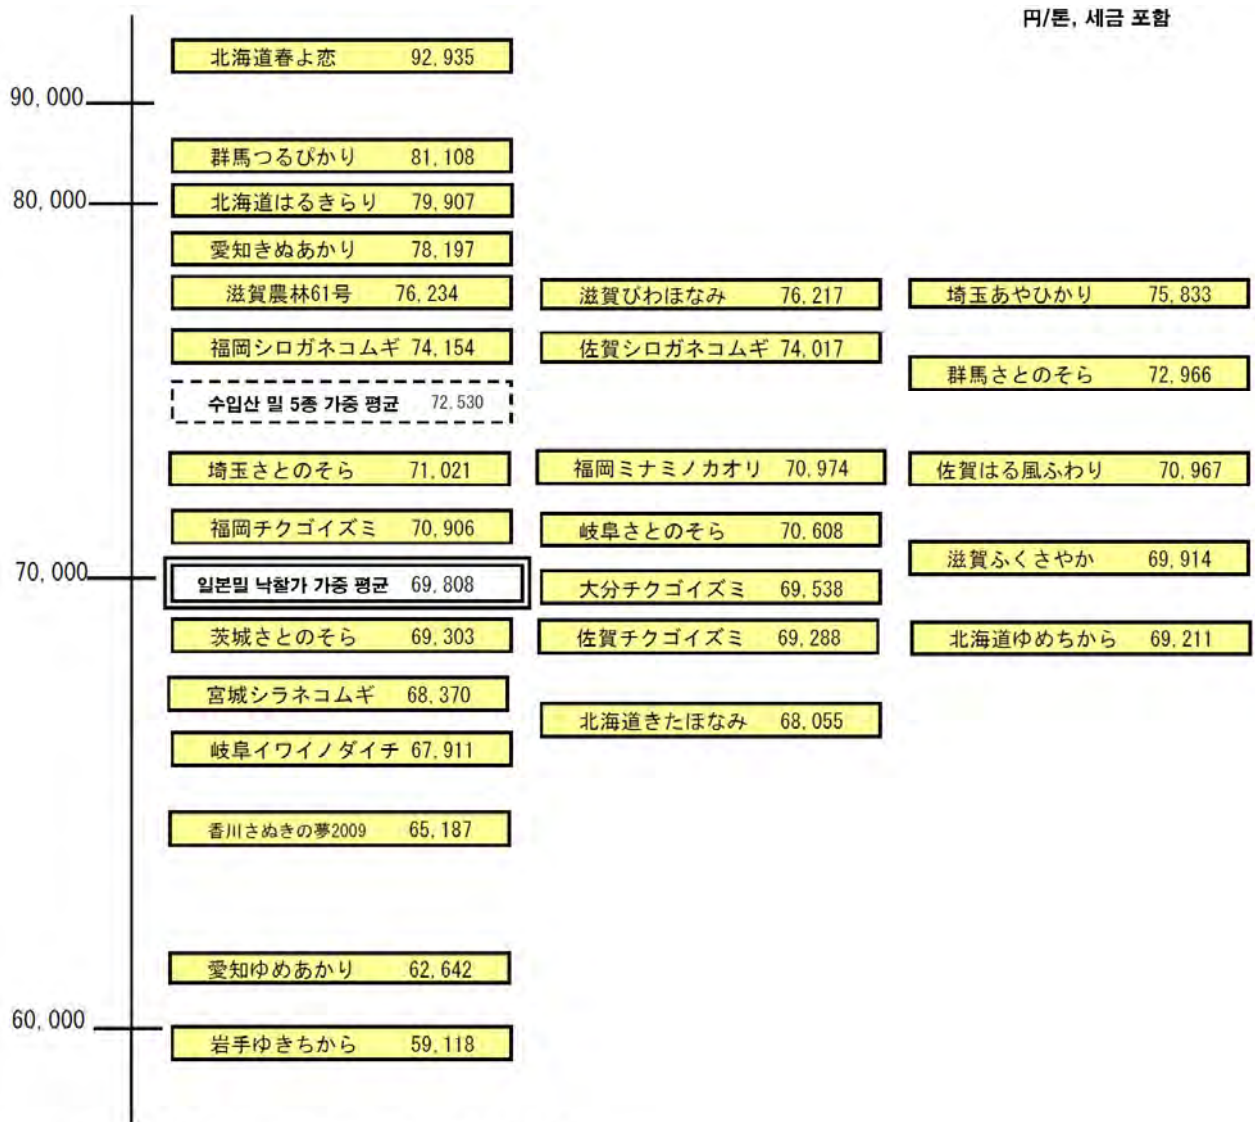 円/톤, 세금 포함
北海道春よ恋 92,935
90,000
群馬つるぴかり 81,108
80,000
北海道はるきらり 79,907
愛知きぬあかり 78,197
滋賀農林61号 76,234
滋賀びわほなみ 76,217
埼玉あやひかり 75,833
福岡シロガネコムギ 74,154
佐賀シロガネコムギ 74,017
群馬さとのそら 72,966
수입산 밀 5종 가중 평균 72,530
埼玉さとのそら 71,021
福岡ミナミノカオリ 70,974
佐賀はる風ふわり 70,967
福岡チクゴイズミ 70,906
岐阜さとのそら 70,608
滋賀ふくさやか 69,914
70,000
일본밀 낙찰가 가중 평균 69,808
大分チクゴイズミ 69,538
茨城さとのそら 69,303
佐賀チクゴイズミ 69,288
北海道ゆめちから 69,211
宮城シラネコムギ 68,370
北海道きたほなみ 68,055
岐阜イワイノダイチ 67,911
香川さぬきの夢2009 65,187
愛知ゆめあかり 62,642
60,000
岩手ゆきちから 59,118